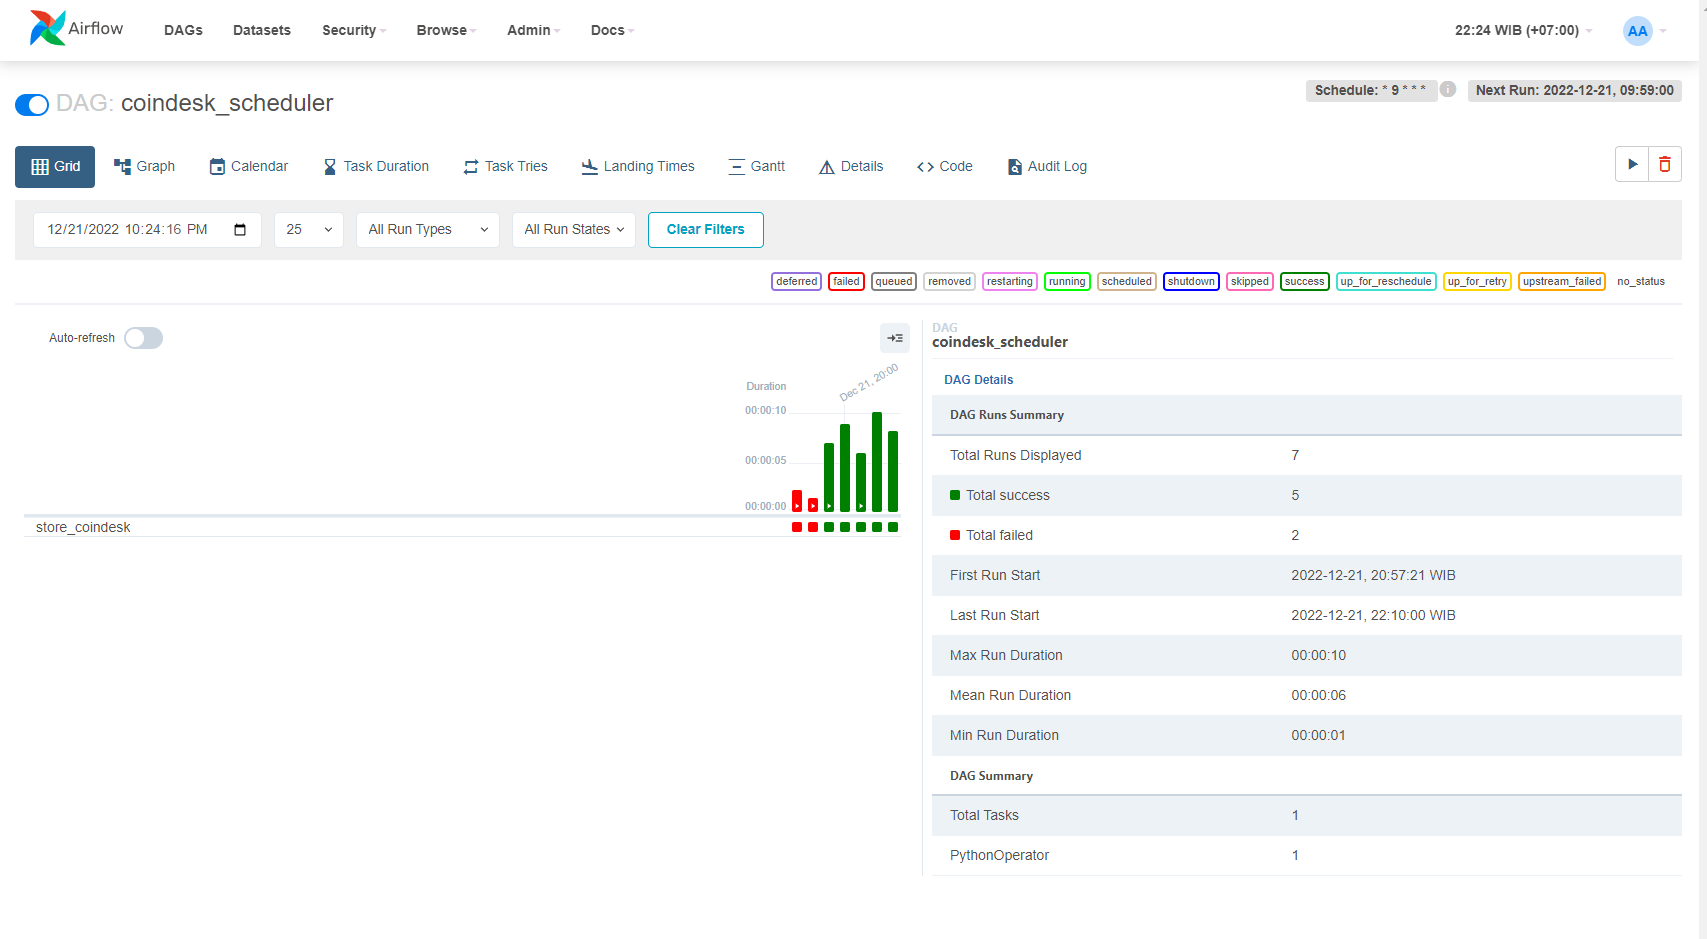 Airflow DAGs Datasets Security Browse Admin Docs 22:24 WIB (+07:00) AA
DAG: coindesk_scheduler Schedule: * 9 * * * i Next Run: 2022-12-21, 09:59:00
Grid Graph Calendar Task Duration Task Tries Landing Times Gantt Details Code Audit Log
12/21/2022 10:24:16 PM 25 All Run Types All Run States Clear Filters
deferred failed queued removed restarting running scheduled shutdown skipped success up_for_reschedule up_for_retry upstream_failed no_status
Auto-refresh
Duration
Dec 21, 20:00
00:00:10
00:00:05
00:00:00
store_coindesk
DAG
coindesk_scheduler
DAG Details
DAG Runs Summary
Total Runs Displayed 7
Total success 5
Total failed 2
First Run Start 2022-12-21, 20:57:21 WIB
Last Run Start 2022-12-21, 22:10:00 WIB
Max Run Duration 00:00:10
Mean Run Duration 00:00:06
Min Run Duration 00:00:01
DAG Summary
Total Tasks 1
PythonOperator 1